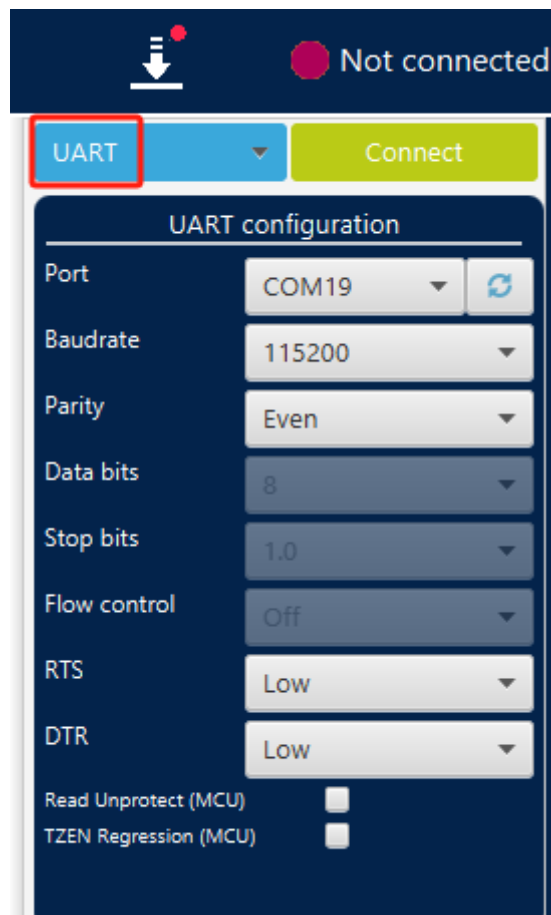 Not connected
UART Connect
UART configuration
Port COM19
Baudrate 115200
Parity Even
Data bits 8
Stop bits 1.0
Flow control Off
RTS Low
DTR Low
Read Unprotect (MCU)
TZEN Regression (MCU)